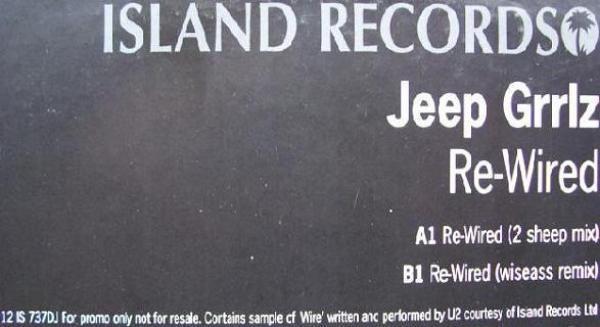 ISLAND RECORDS
Jeep Grrlz
Re-Wired
A1 Re-Wired (2 sheep mix)
B1 Re-Wired (wiseass remix)
12 IS 737DJ For promo only not for resale. Contains sample of 'Wire' written and performed by U2 courtesy of Island Records Ltd